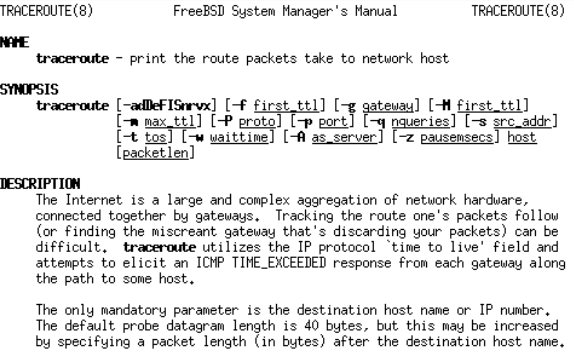 TRACEROUTE(8) FreeBSD System Manager's Manual TRACEROUTE(8)
NAME
traceroute - print the route packets take to network host
SYNOPSIS
traceroute [-adDeFISnrvx] [-f first_ttl] [-g gateway] [-M first_ttl]
[-m max_ttl] [-P proto] [-p port] [-q nqueries] [-s src_addr]
[-t tos] [-w waittime] [-A as_server] [-z pausemsecs] host
[packetlen]
DESCRIPTION
The Internet is a large and complex aggregation of network hardware,
connected together by gateways. Tracking the route one's packets follow
(or finding the miscreant gateway that's discarding your packets) can be
difficult. traceroute utilizes the IP protocol `time to live' field and
attempts to elicit an ICMP TIME_EXCEEDED response from each gateway along
the path to some host.
The only mandatory parameter is the destination host name or IP number.
The default probe datagram length is 40 bytes, but this may be increased
by specifying a packet length (in bytes) after the destination host name.